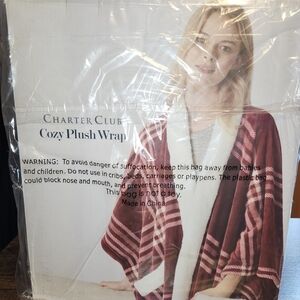 CHARTER CLUB
Cozy Plush Wrap
WARNING: To avoid danger of suffocation, keep this bag away from babies
and children. Do not use in cribs, beds, carriages or playpens. The plastic bag
could block nose and mouth, and prevent breathing.
This bag is not a toy.
Made in China